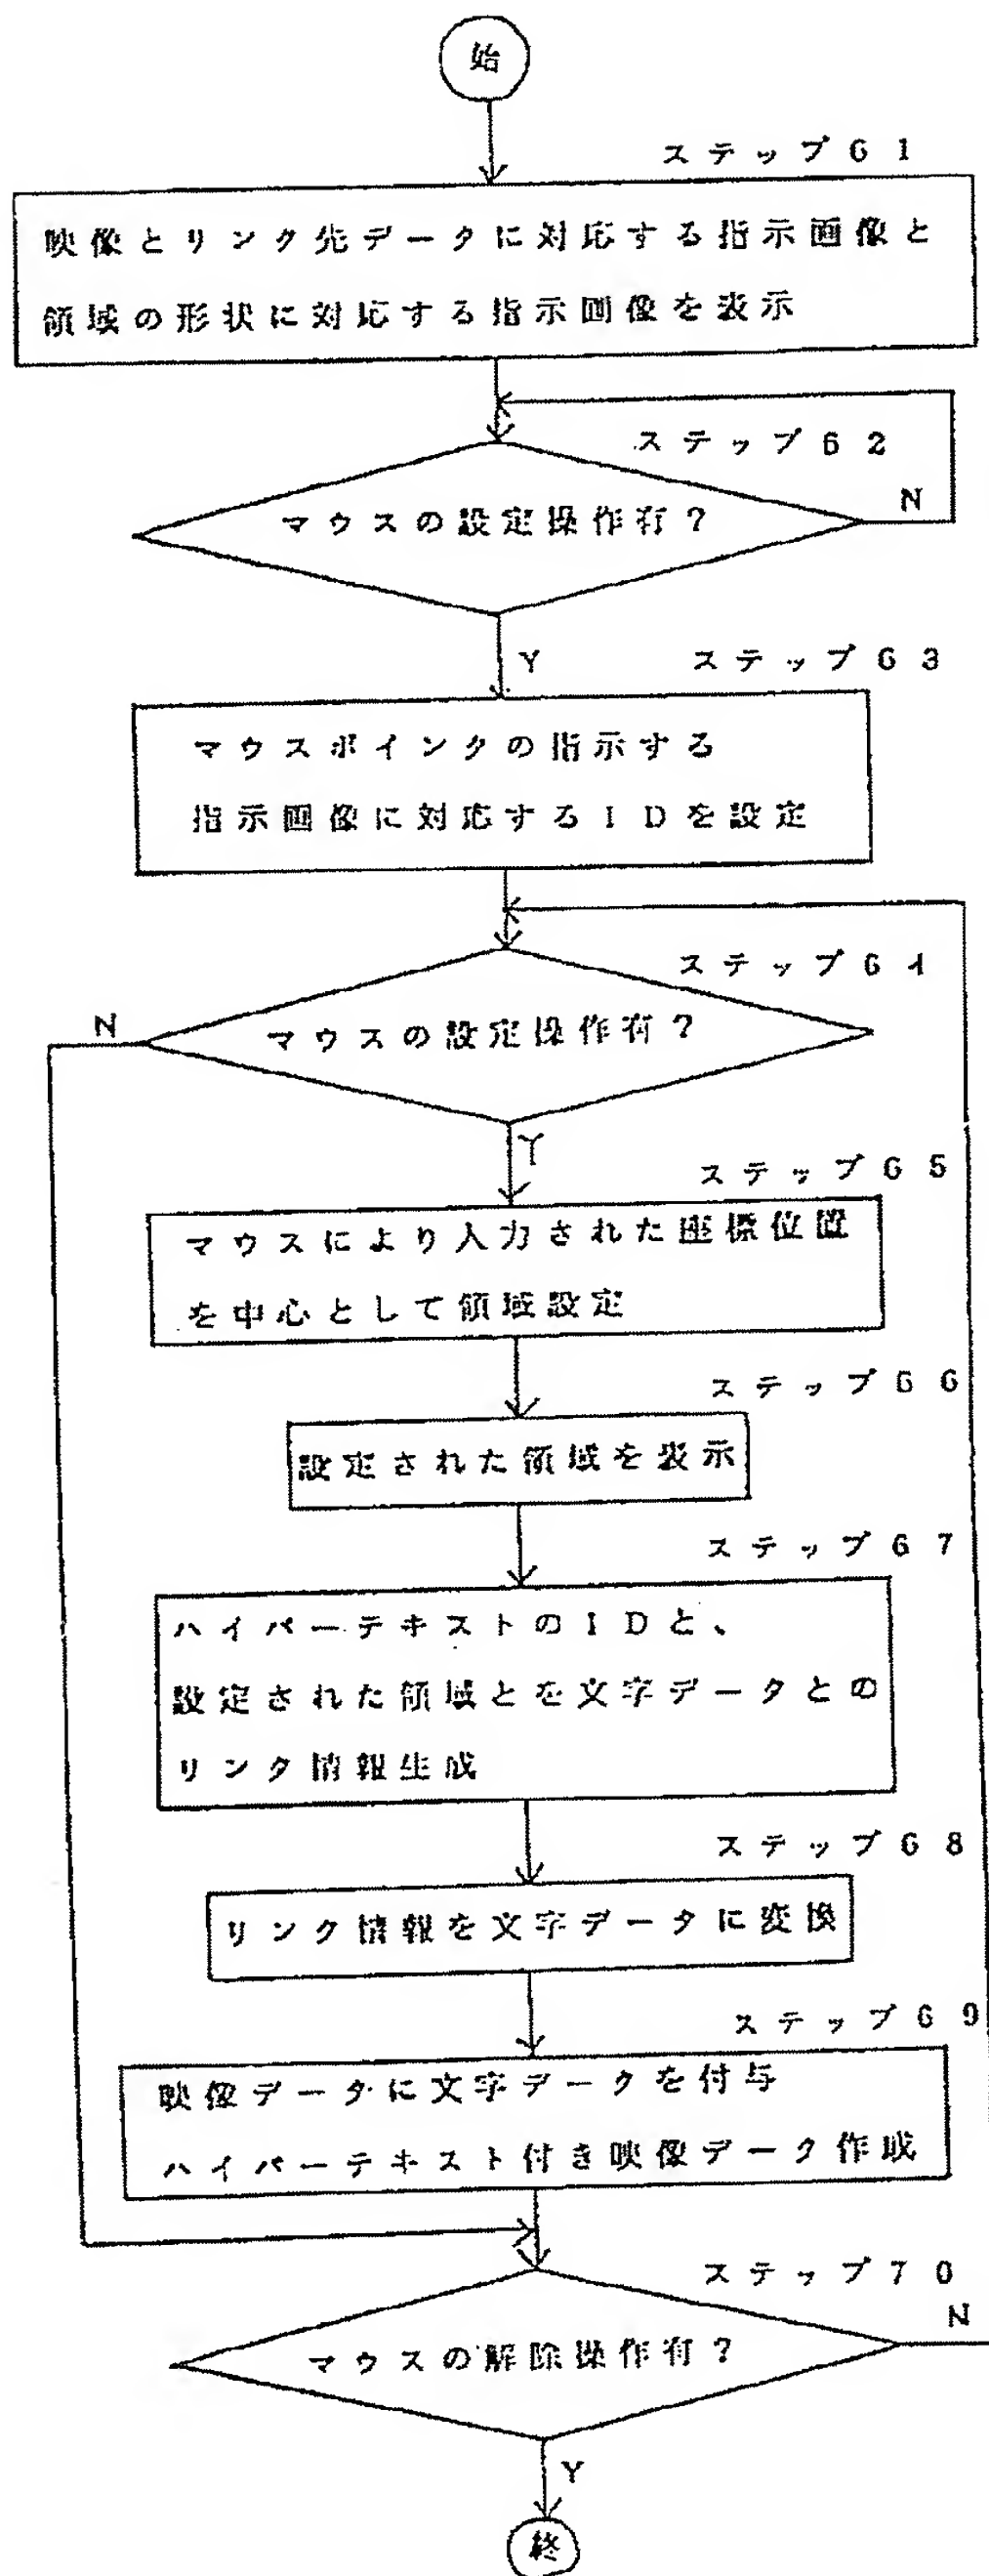 始
ステップ61
映像とリンク先データに対応する指示画像と
領域の形状に対応する指示画像を表示
ステップ62
マウスの設定操作有?
N
Y
ステップ63
マウスポインタの指示する
指示画像に対応するIDを設定
ステップ64
N
マウスの設定操作有?
Y
ステップ65
マウスにより入力された座標位置
を中心として領域設定
ステップ66
設定された領域を表示
ステップ67
ハイパーテキストのIDと、
設定された領域とを文字データとの
リンク情報生成
ステップ68
リンク情報を文字データに変換
ステップ69
映像データに文字データを付与
ハイパーテキスト付き映像データ作成
ステップ70
N
マウスの解除操作有?
Y
終